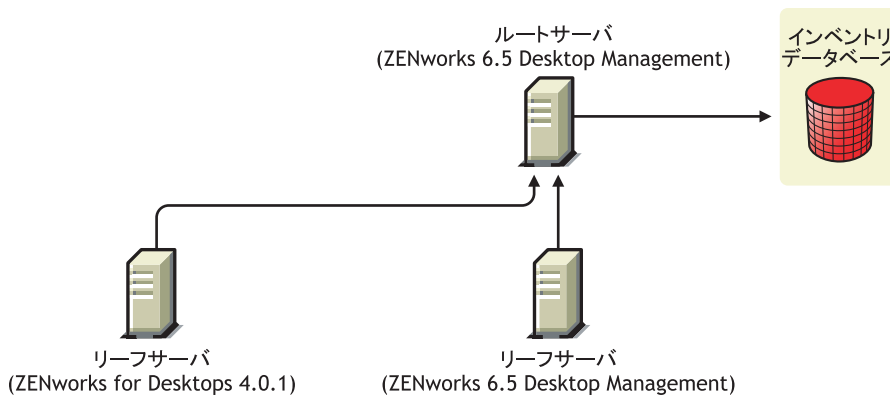 ルートサーバ
(ZENworks 6.5 Desktop Management)
インベントリ
データベース
リーフサーバ
(ZENworks for Desktops 4.0.1)
リーフサーバ
(ZENworks 6.5 Desktop Management)